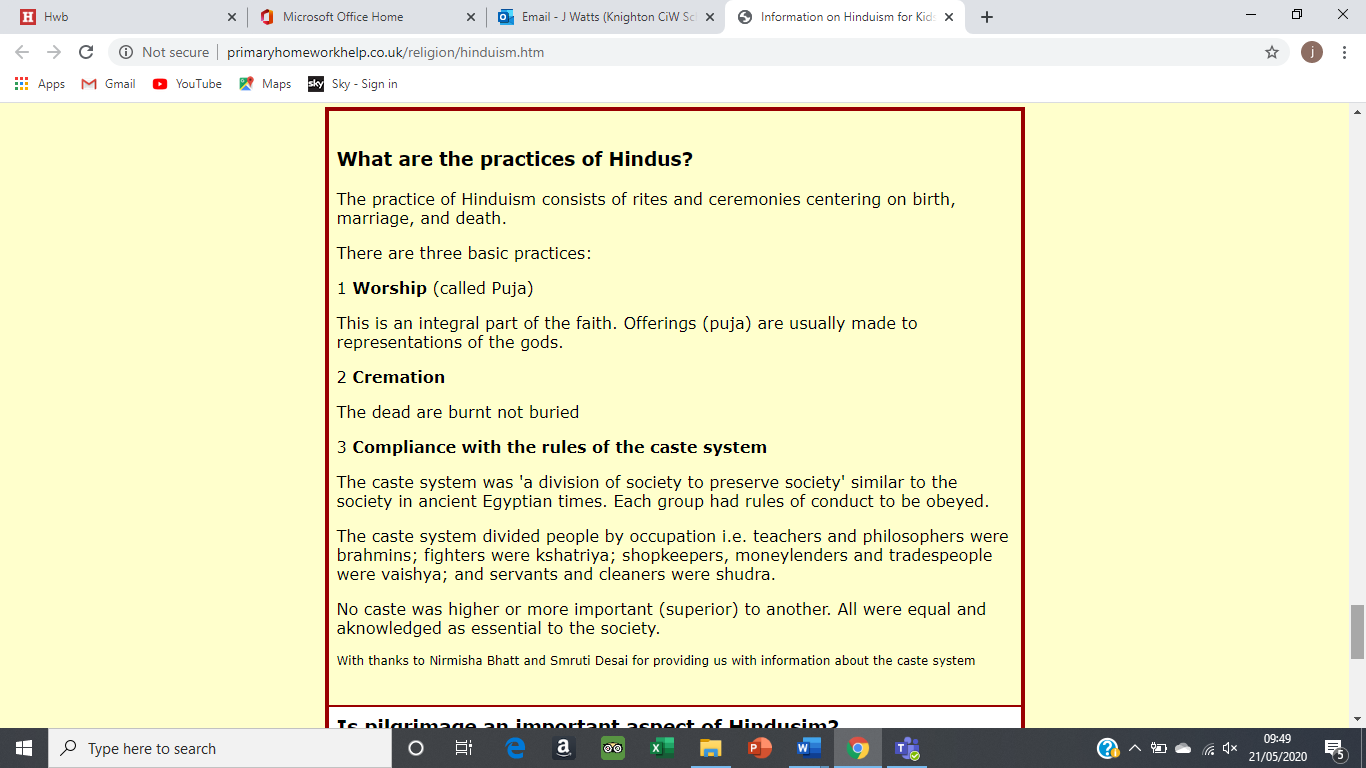 Hwb
Microsoft Office Home
Email - J Watts (Knighton CiW Sc
Information on Hinduism for Kids
Not secure
primaryhomeworkhelp.co.uk/religion/hinduism.htm
j
Apps
Gmail
YouTube
Maps
sky
Sky - Sign in
What are the practices of Hindus?
The practice of Hinduism consists of rites and ceremonies centering on birth,
marriage, and death.
There are three basic practices:
1 Worship (called Puja)
This is an integral part of the faith. Offerings (puja) are usually made to
representations of the gods.
2 Cremation
The dead are burnt not buried
3 Compliance with the rules of the caste system
The caste system was 'a division of society to preserve society' similar to the
society in ancient Egyptian times. Each group had rules of conduct to be obeyed.
The caste system divided people by occupation i.e. teachers and philosophers were
brahmins; fighters were kshatriya; shopkeepers, moneylenders and tradespeople
were vaishya; and servants and cleaners were shudra.
No caste was higher or more important (superior) to another. All were equal and
aknowledged as essential to the society.
With thanks to Nirmisha Bhatt and Smruti Desai for providing us with information about the caste system
Is pilgrimage an important aspect of Hindusim?
Type here to search
09:49
21/05/2020
5